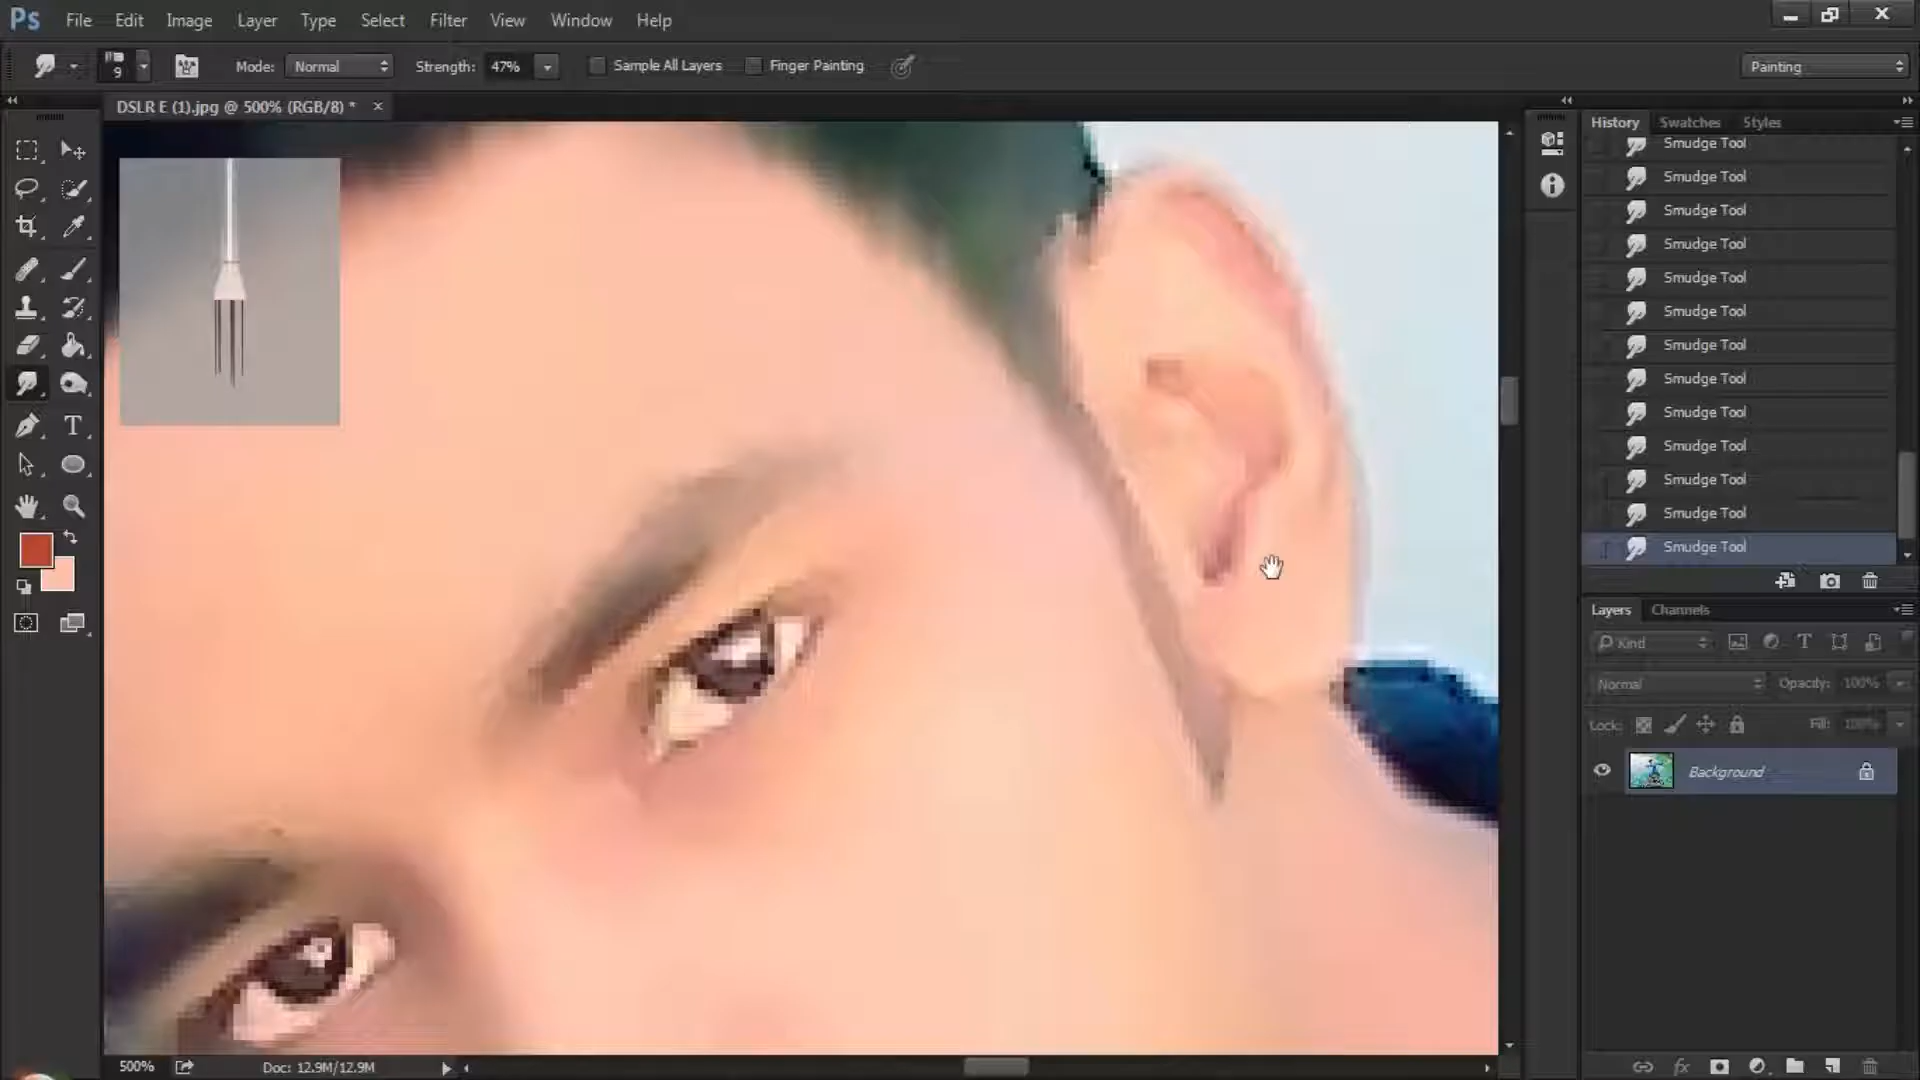 Ps File Edit Image Layer Type Select Filter View Window Help
9 Mode: Normal Strength: 47% Sample All Layers Finger Painting Painting
DSLR E (1).jpg @ 500% (RGB/8) * ×
History Swatches Styles
Smudge Tool
Smudge Tool
Smudge Tool
Smudge Tool
Smudge Tool
Smudge Tool
Smudge Tool
Smudge Tool
Smudge Tool
Smudge Tool
Smudge Tool
Smudge Tool
Smudge Tool
Layers Channels
Kind
Normal Opacity: 100%
Lock: Fill: 100%
Background
500% Doc: 12.9M/12.9M